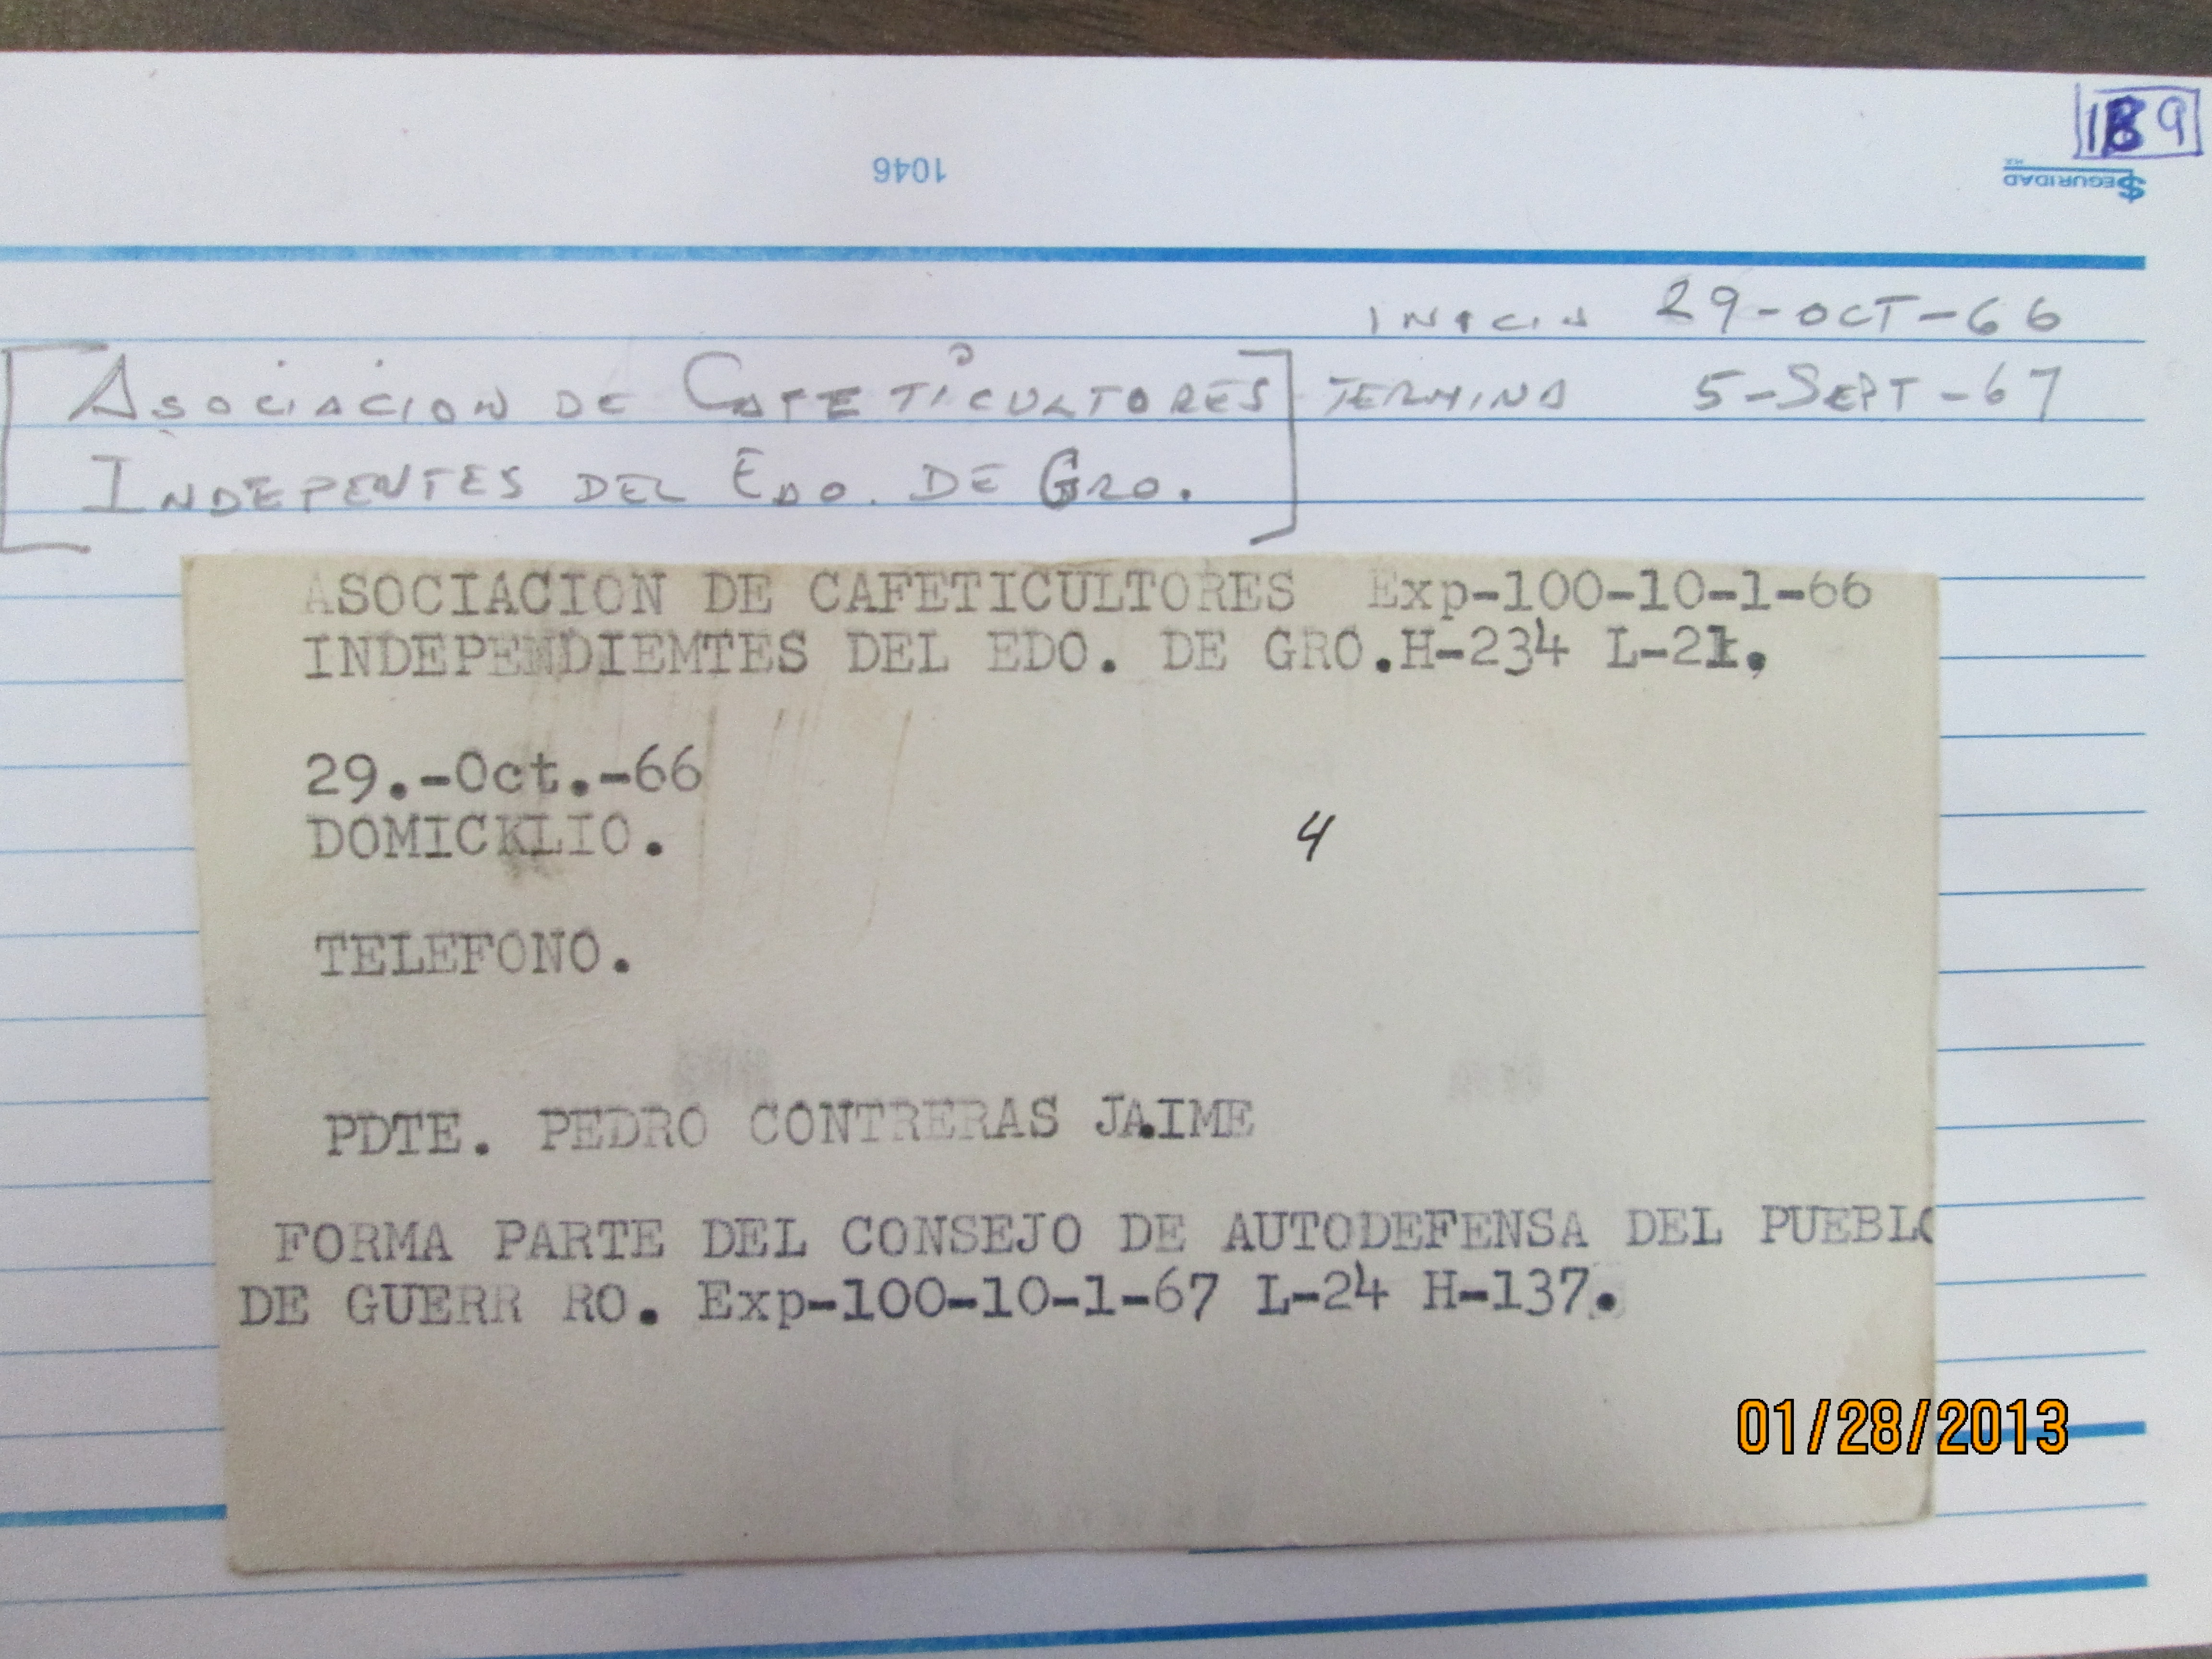 189
SEGURIDAD
1046
INICIA 29-OCT-66
ASOCIACION DE CAFETICULTORES TERMINA 5-SEPT-67
INDEPENTES DEL EDO. DE GRO.
ASOCIACION DE CAFETICULTORES Exp-100-10-1-66
INDEPENDIEMTES DEL EDO. DE GRO.H-234 L-21,
29.-Oct.-66
DOMICKLIO.
4
TELEFONO.
PDTE. PEDRO CONTRERAS JAIME
FORMA PARTE DEL CONSEJO DE AUTODEFENSA DEL PUEBLO
DE GUERR RO. Exp-100-10-1-67 L-24 H-137.
01/28/2013